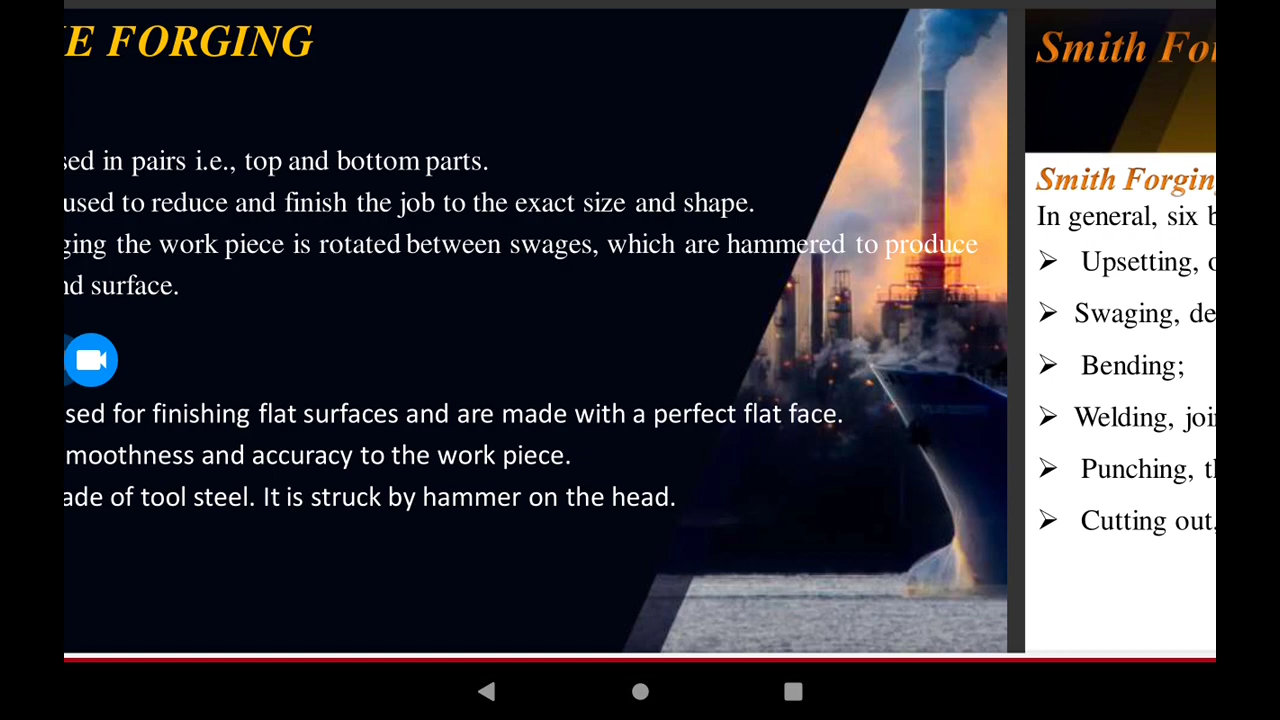 E FORGING
sed in pairs i.e., top and bottom parts.
used to reduce and finish the job to the exact size and shape.
ging the work piece is rotated between swages, which are hammered to produce
nd surface.
sed for finishing flat surfaces and are made with a perfect flat face.
moothness and accuracy to the work piece.
ade of tool steel. It is struck by hammer on the head.
Smith For
Smith Forgin
In general, six b
➢ Upsetting, o
➢ Swaging, de
➢ Bending;
➢ Welding, joi
➢ Punching, t
➢ Cutting out,